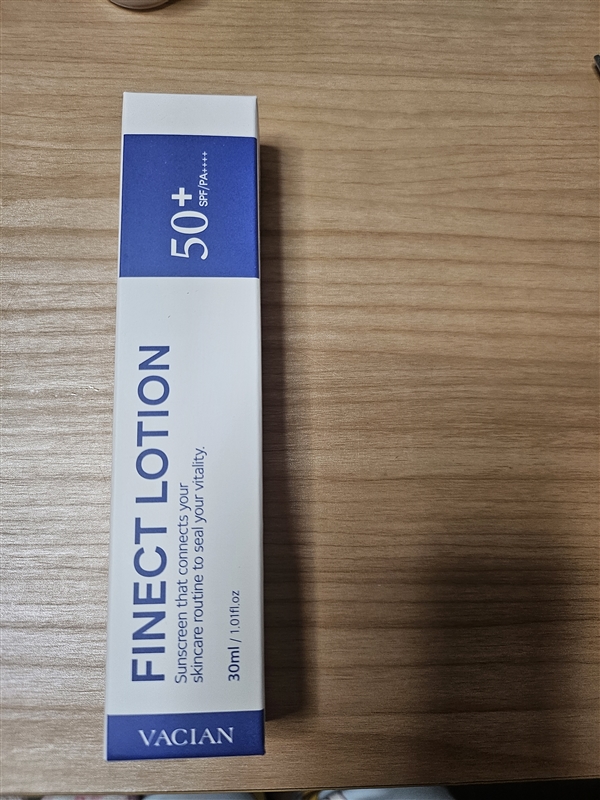 50+
SPF/PA++++
FINECT LOTION
Sunscreen that connects your
skincare routine to seal your vitality.
30ml / 1.01fl.oz
VACIAN